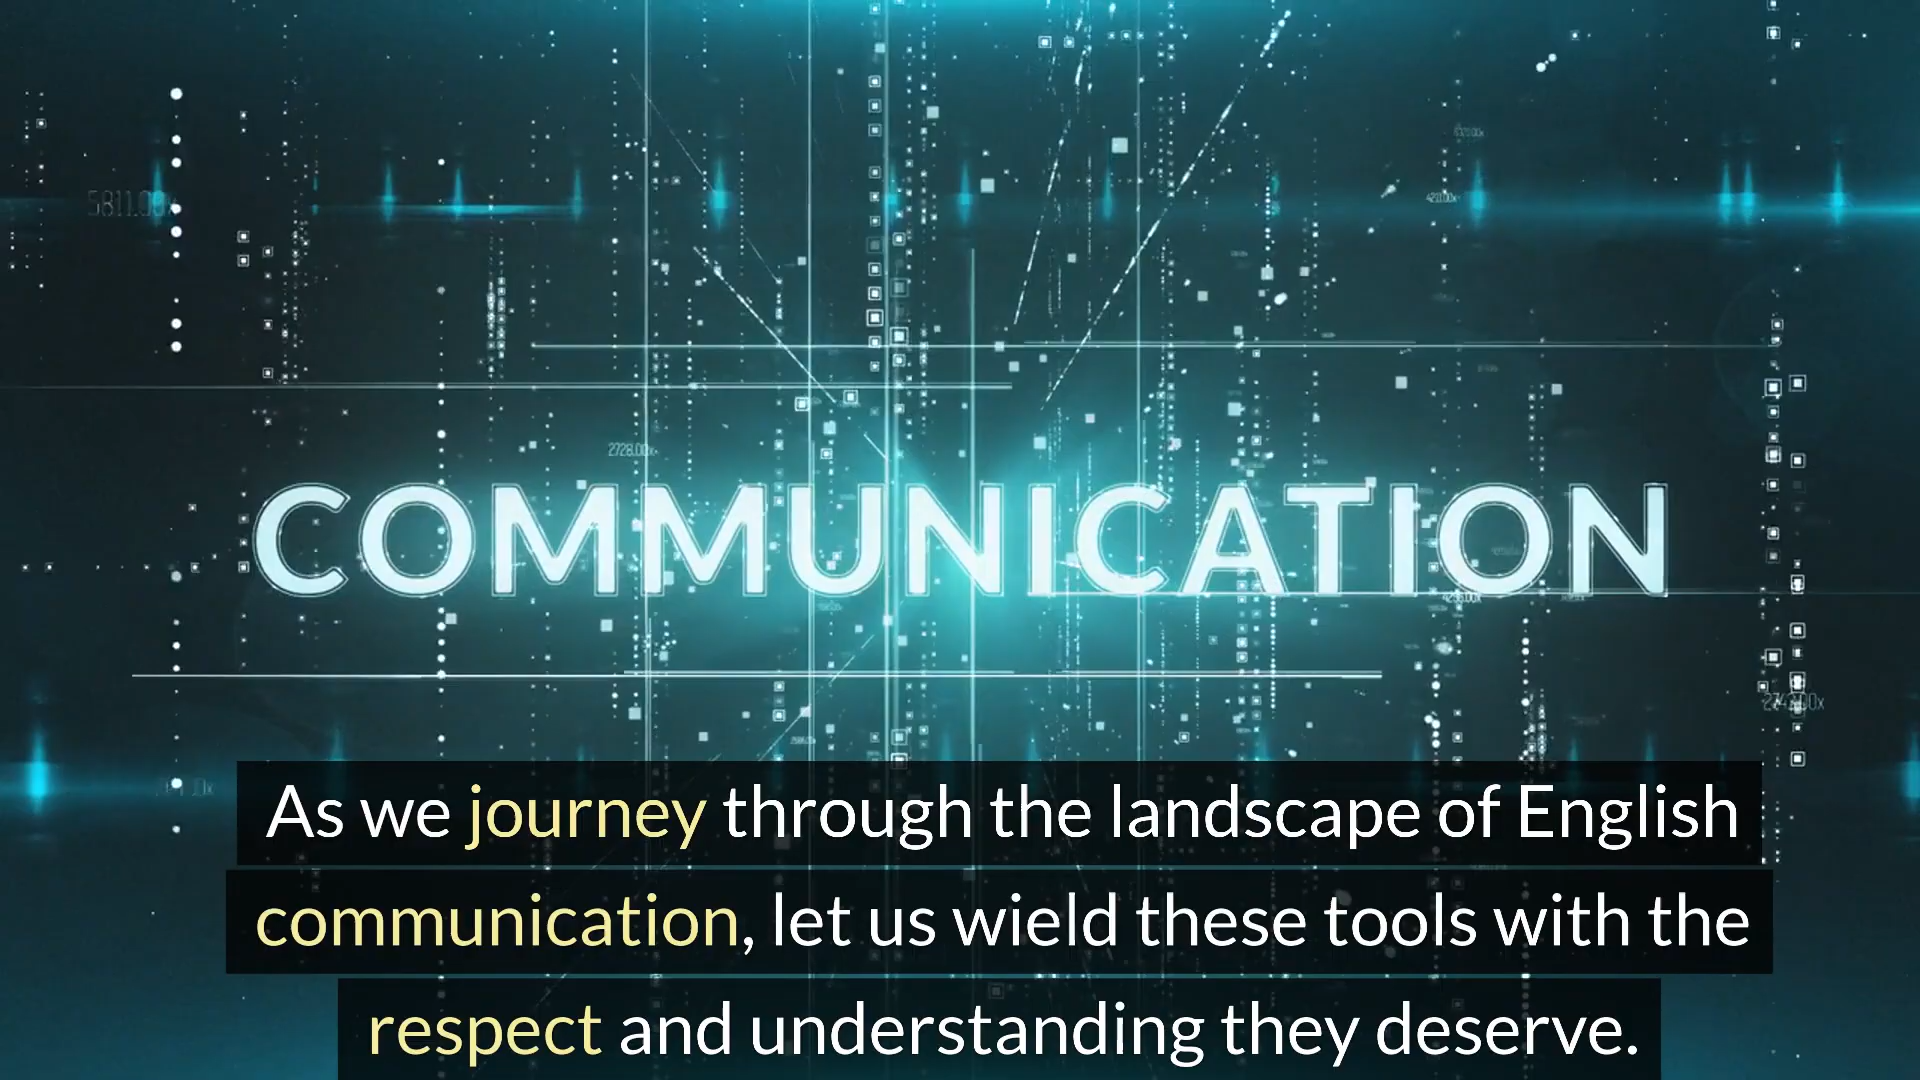 COMMUNICATION
As we journey through the landscape of English
communication, let us wield these tools with the
respect and understanding they deserve.